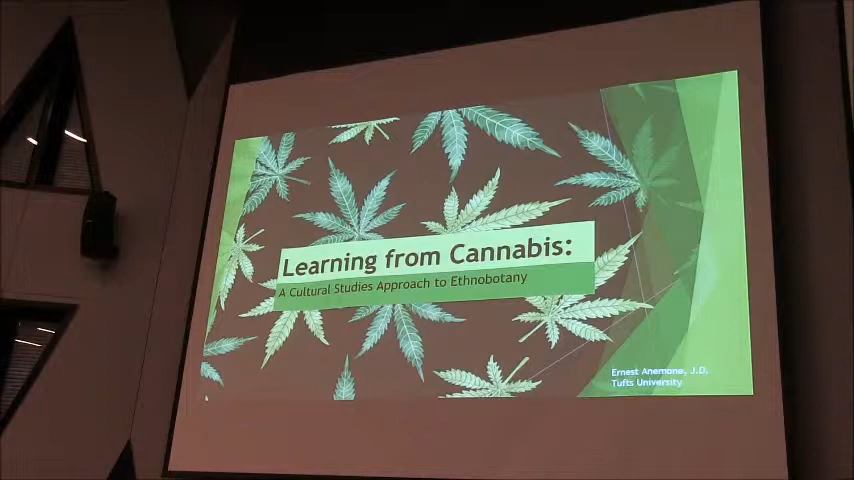 Learning from Cannabis:
A Cultural Studies Approach to Ethnobotany
Ernest Anemone, J.D.
Tufts University